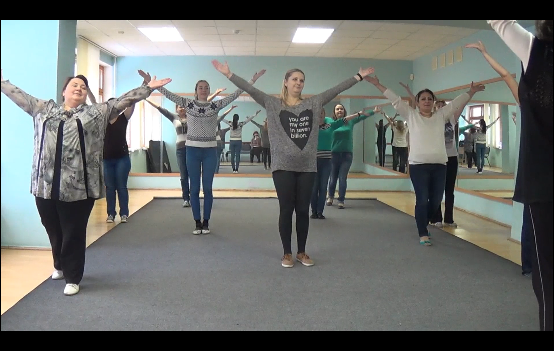 you are my
one
in seven
billion.